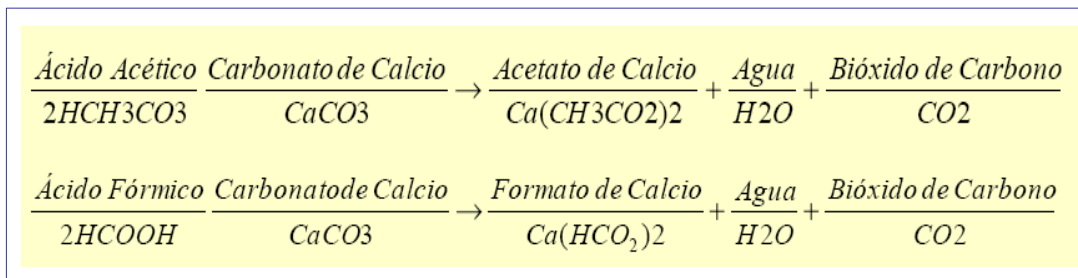 Ácido Acético Carbonato de Calcio → Acetato de Calcio + Agua + Bióxido de Carbono
2HCH3CO3 CaCO3 Ca(CH3CO2)2 H2O CO2
Ácido Fórmico Carbonatode Calcio → Formato de Calcio + Agua + Bióxido de Carbono
2HCOOH CaCO3 Ca(HCO₂)2 H2O CO2